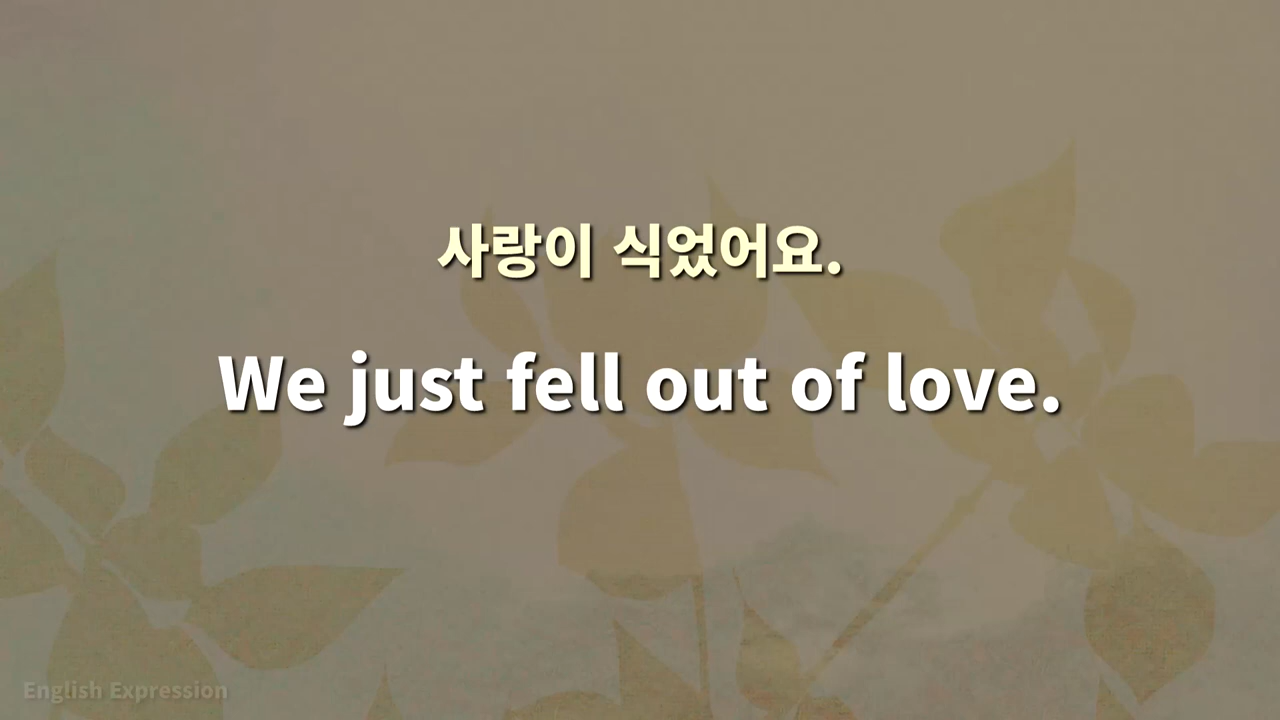 사랑이 식었어요.
We just fell out of love.
English Expression